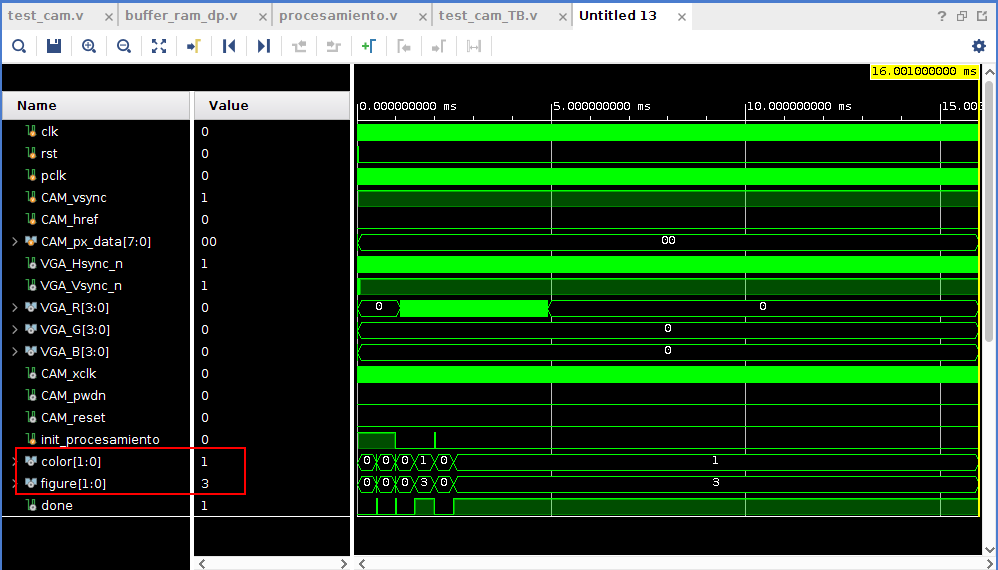 test_cam.v × buffer_ram_dp.v × procesamiento.v × test_cam_TB.v × Untitled 13 × ?
16.001000000 ms
Name Value 0.000000000 ms 5.000000000 ms 10.000000000 ms 15.003
clk 0
rst 0
pclk 0
CAM_vsync 1
CAM_href 0
CAM_px_data[7:0] 00 00
VGA_Hsync_n 1
VGA_Vsync_n 1
VGA_R[3:0] 0 0 0
VGA_G[3:0] 0 0
VGA_B[3:0] 0 0
CAM_xclk 0
CAM_pwdn 0
CAM_reset 0
init_procesamiento 0
color[1:0] 1 0 0 0 1 0 1
figure[1:0] 3 0 0 0 3 0 3
done 1